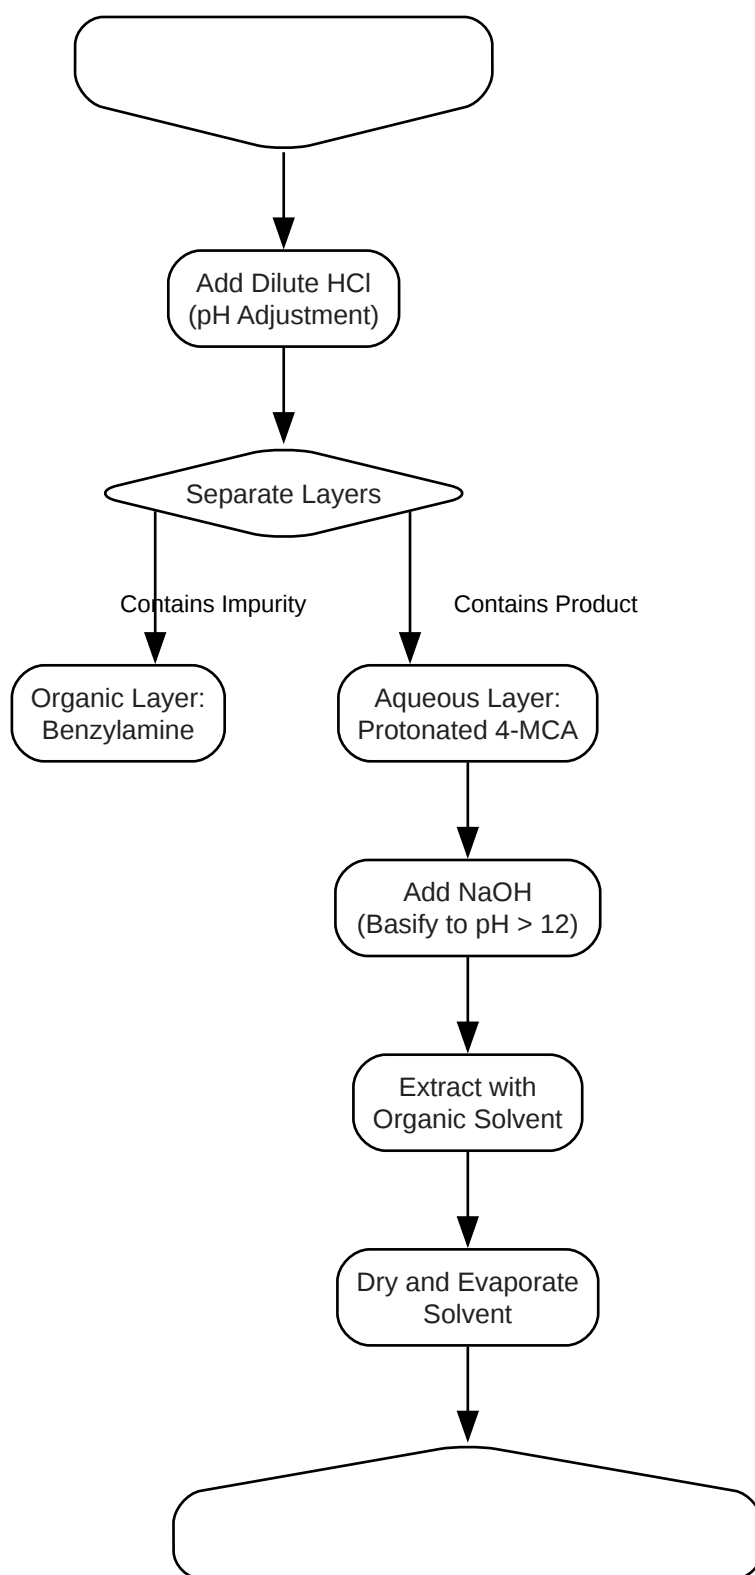 Add Dilute HCl
(pH Adjustment)
Separate Layers
Contains Impurity
Contains Product
Organic Layer:
Benzylamine
Aqueous Layer:
Protonated 4-MCA
Add NaOH
(Basify to pH > 12)
Extract with
Organic Solvent
Dry and Evaporate
Solvent